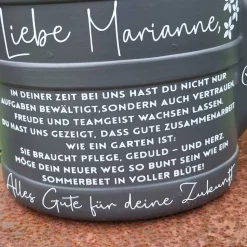 Liebe Marianne,
IN DEINER ZEIT BEI UNS HAST DU NICHT NUR
AUFGABEN BEWÄLTIGT, SONDERN AUCH VERTRAUEN,
FREUDE UND TEAMGEIST WACHSEN LASSEN.
DU HAST UNS GEZEIGT, DASS GUTE ZUSAMMENARBEIT
WIE EIN GARTEN IST:
SIE BRAUCHT PFLEGE, GEDULD - UND HERZ.
MÖGE DEIN NEUER WEG SO BUNT SEIN WIE EIN
SOMMERBEET IN VOLLER BLÜTE!
Alles Gute für deine Zukunft